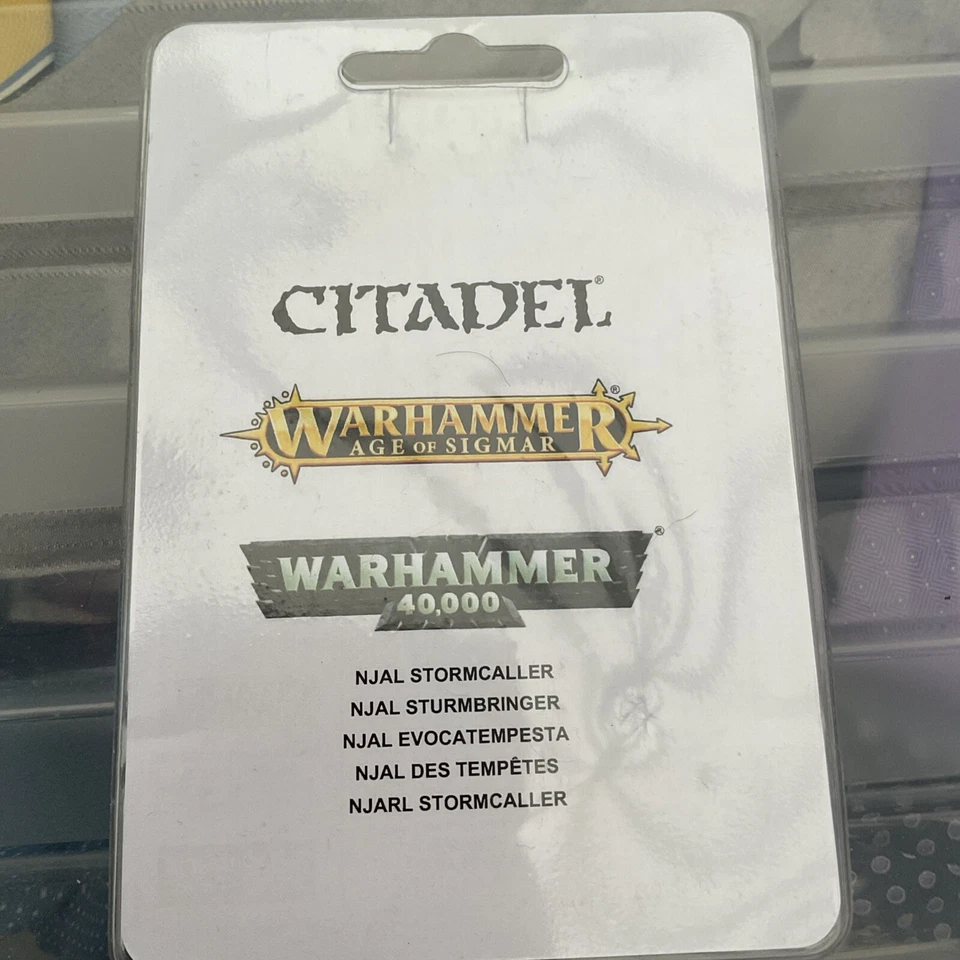 CITADEL®
WARHAMMER®
AGE OF SIGMAR
WARHAMMER®
40,000
NJAL STORMCALLER
NJAL STURMBRINGER
NJAL EVOCATEMPESTA
NJAL DES TEMPÊTES
NJARL STORMCALLER